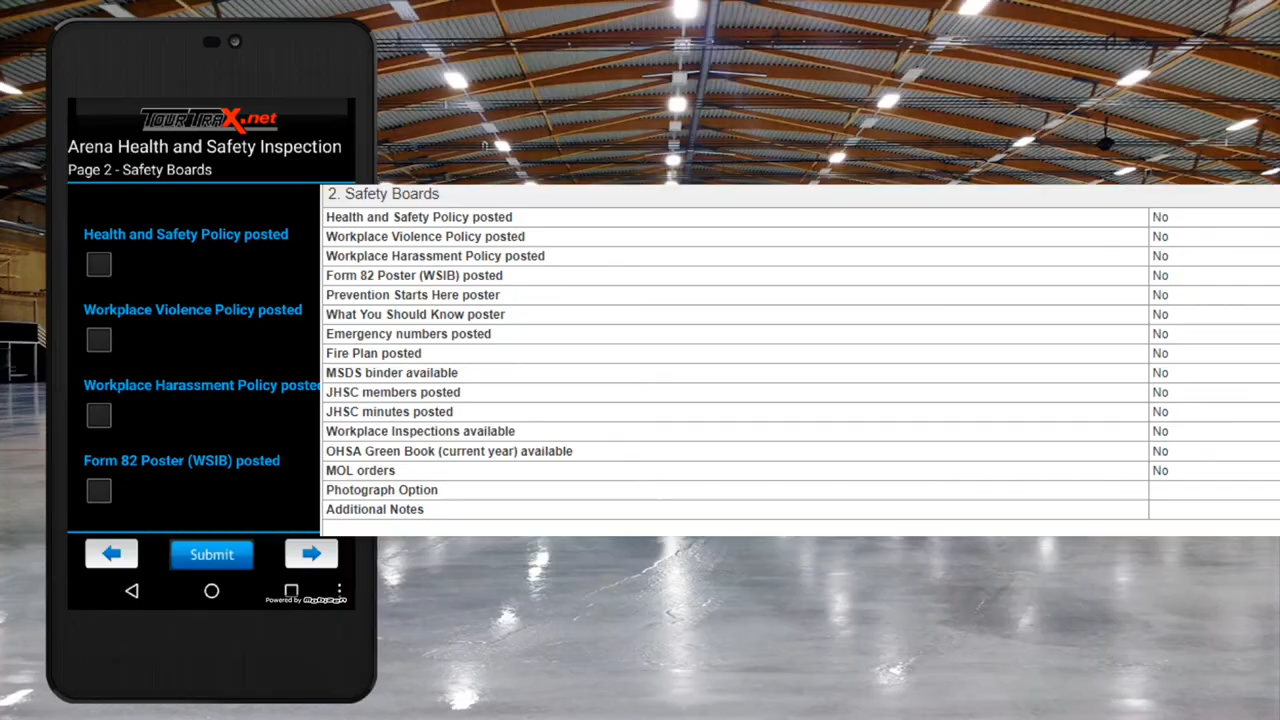 TOURTRAX.net
Arena Health and Safety Inspection
Page 2 - Safety Boards
Health and Safety Policy posted
Workplace Violence Policy posted
Workplace Harassment Policy posted
Form 82 Poster (WSIB) posted
Submit
Powered by
2. Safety Boards
Health and Safety Policy posted No
Workplace Violence Policy posted No
Workplace Harassment Policy posted No
Form 82 Poster (WSIB) posted No
Prevention Starts Here poster No
What You Should Know poster No
Emergency numbers posted No
Fire Plan posted No
MSDS binder available No
JHSC members posted No
JHSC minutes posted No
Workplace Inspections available No
OHSA Green Book (current year) available No
MOL orders No
Photograph Option
Additional Notes